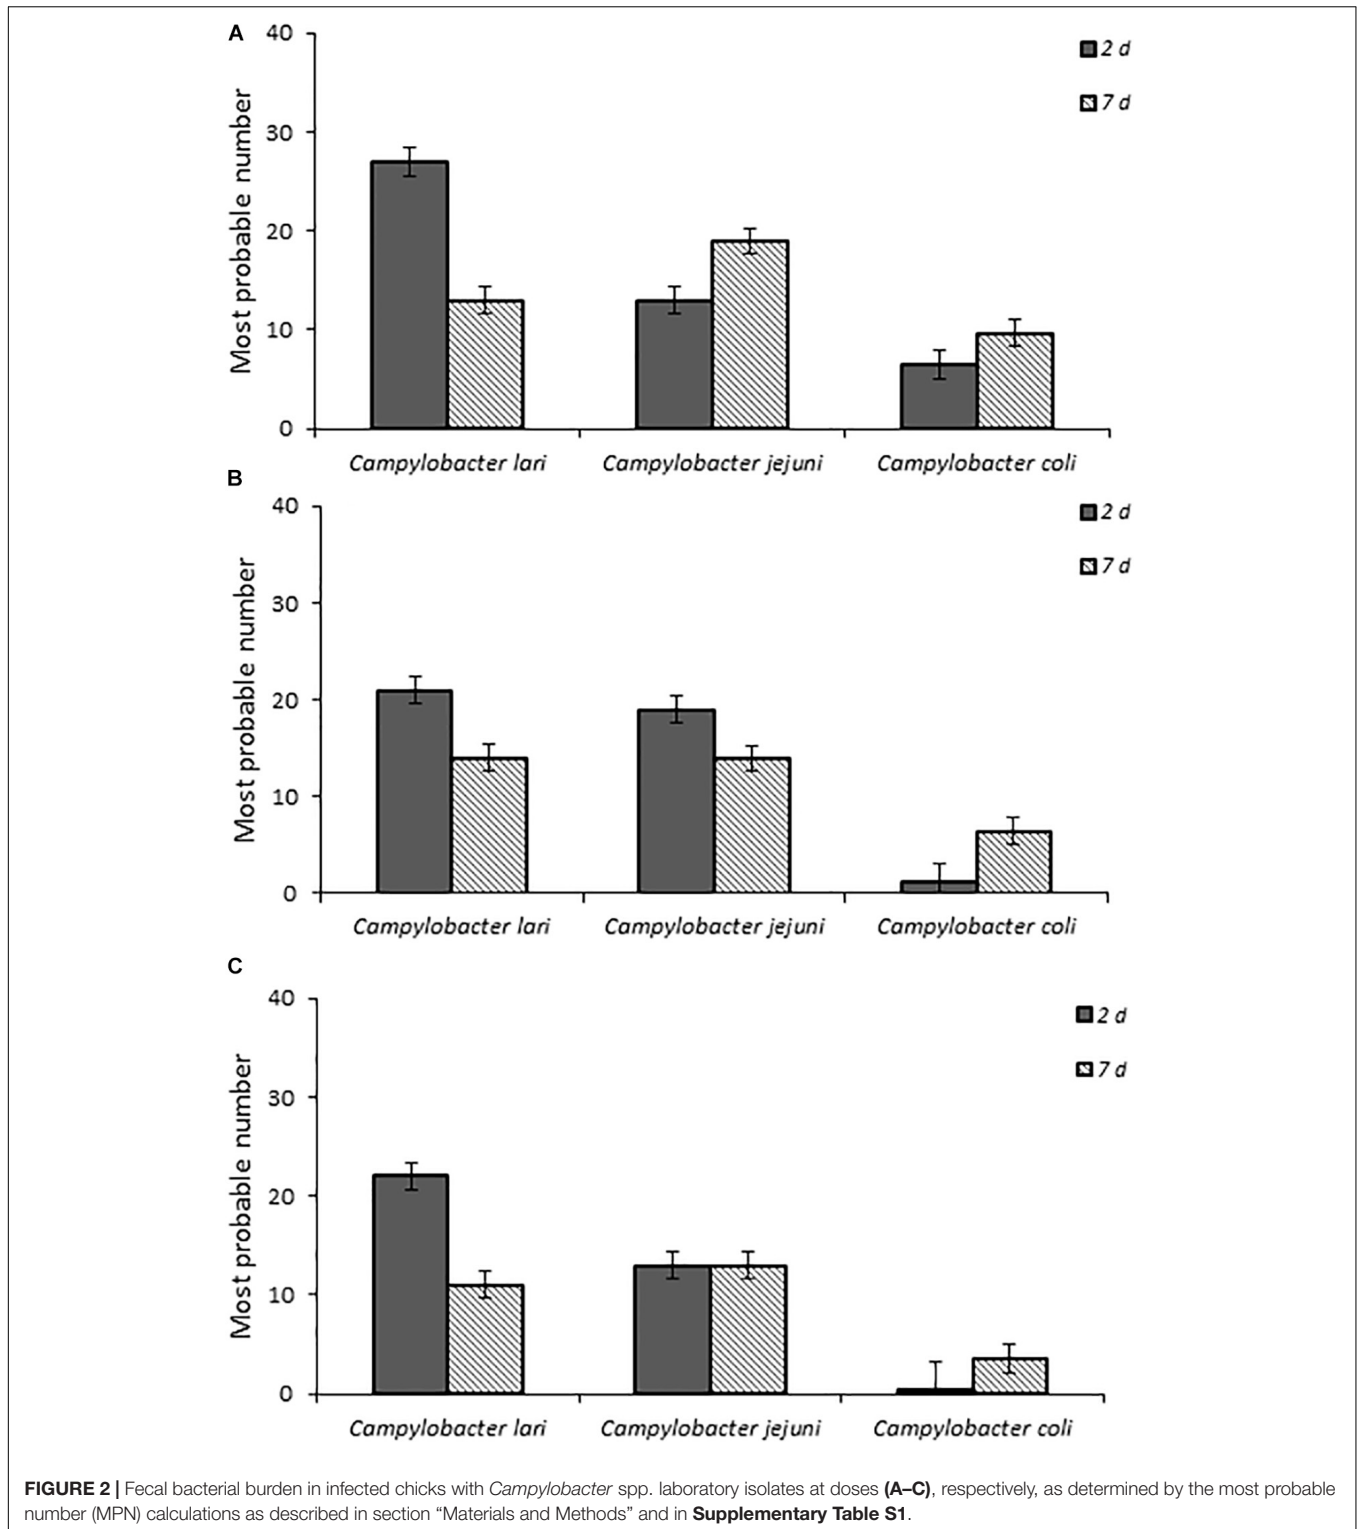 A
40
2 d
7 d
30
20
10
0
Most probable number
Campylobacter lari
Campylobacter jejuni
Campylobacter coli
B
40
2 d
7 d
30
20
10
0
Most probable number
Campylobacter lari
Campylobacter jejuni
Campylobacter coli
C
40
2 d
7 d
30
20
10
0
Most probable number
Campylobacter lari
Campylobacter jejuni
Campylobacter coli
FIGURE 2 | Fecal bacterial burden in infected chicks with Campylobacter spp. laboratory isolates at doses (A–C), respectively, as determined by the most probable
number (MPN) calculations as described in section “Materials and Methods” and in Supplementary Table S1.